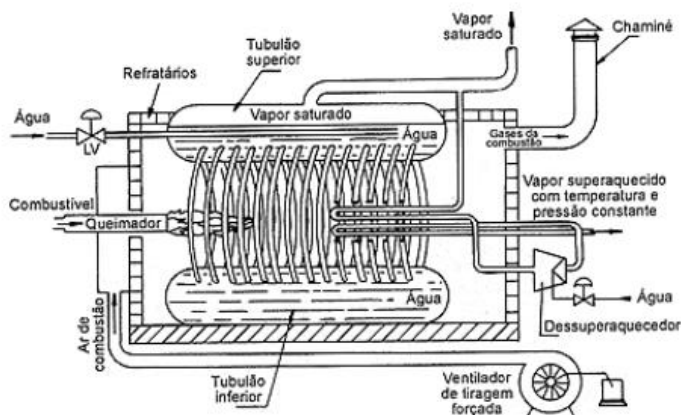 Vapor
saturado
Chaminé
Tubulão
superior
Refratários
Vapor saturado
Água
Água
LV
Gases da
combustão
Combustível
Queimador
Vapor superaquecido
com temperatura e
pressão constante
Água
Água
Dessuperaquecedor
Ar de
combustão
Tubulão
inferior
Ventilador
de tiragem
forçada